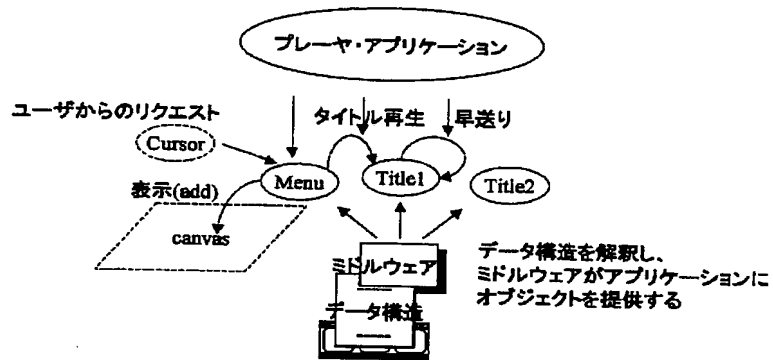 プレーヤ・アプリケーション
ユーザからのリクエスト
タイトル再生
早送り
Cursor
Menu
Title1
Title2
表示(add)
canvas
ミドルウェア
データ構造
データ構造を解釈し、
ミドルウェアがアプリケーションに
オブジェクトを提供する